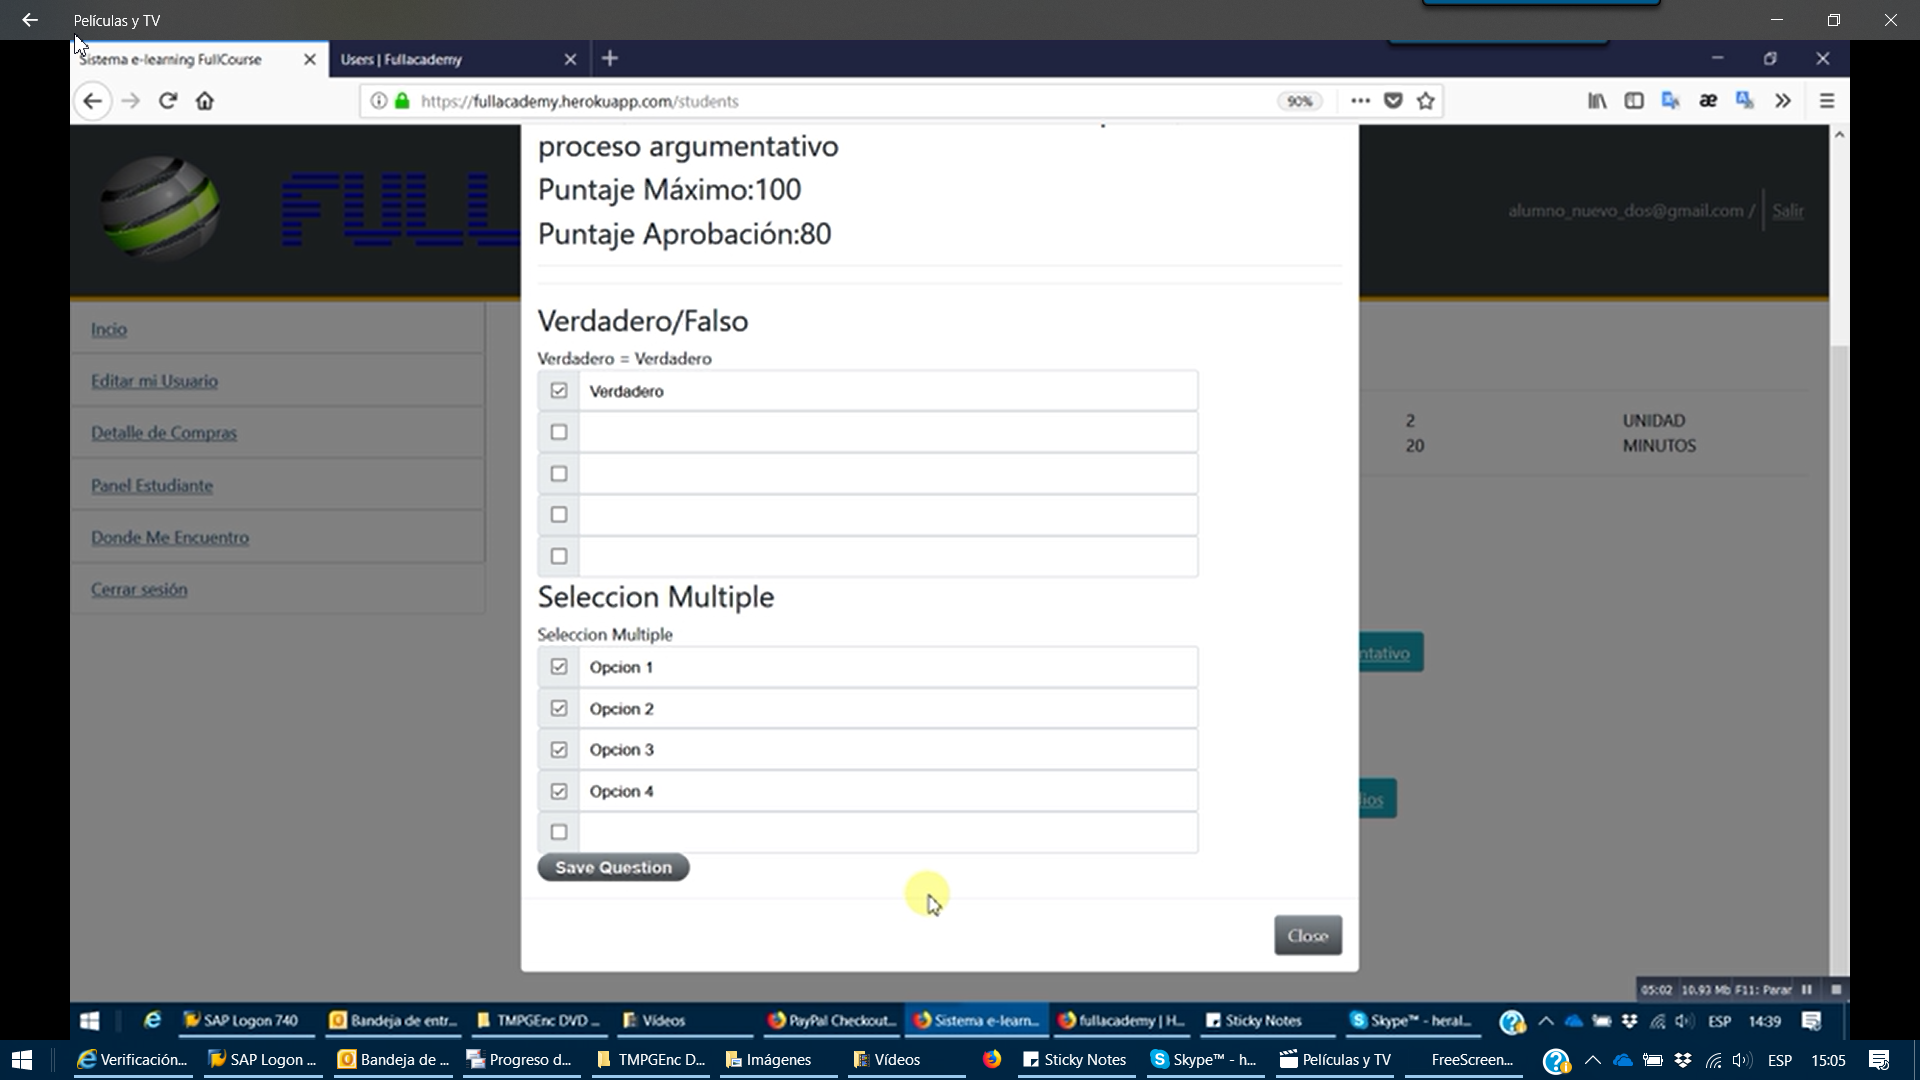 Películas y TV
Sistema e-learning FullCourse
Users | Fullacademy
https://fullacademy.herokuapp.com/students
90%
FULL
alumno_nuevo_dos@gmail.com /
Salir
proceso argumentativo
Puntaje Máximo:100
Puntaje Aprobación:80
Incio
Editar mi Usuario
Detalle de Compras
Panel Estudiante
Donde Me Encuentro
Cerrar sesión
Verdadero/Falso
Verdadero = Verdadero
Verdadero
2 UNIDAD
20 MINUTOS
Seleccion Multiple
Seleccion Multiple
Opcion 1
Opcion 2
Opcion 3
Opcion 4
Save Question
ntativo
lios
Close
05:02 10.93 Mb F11: Parar
SAP Logon 740
Bandeja de entr...
TMPGEnc DVD ...
Vídeos
PayPal Checkout...
Sistema e-learn...
fullacademy | H...
Sticky Notes
Skype™ - heral...
ESP
14:39
Verificación...
SAP Logon ...
Bandeja de ...
Progreso d...
TMPGEnc D...
Imágenes
Vídeos
Sticky Notes
Skype™ - h...
Películas y TV
FreeScreen...
ESP
15:05